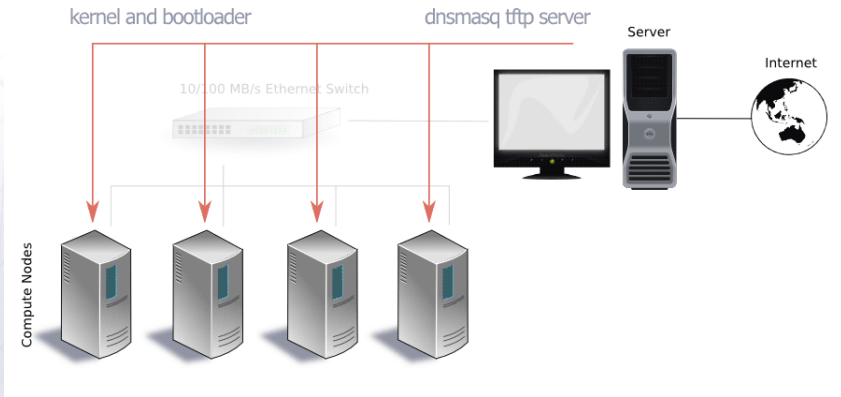 kernel and bootloader
dnsmasq tftp server
Server
Internet
10/100 MB/s Ethernet Switch
Compute Nodes